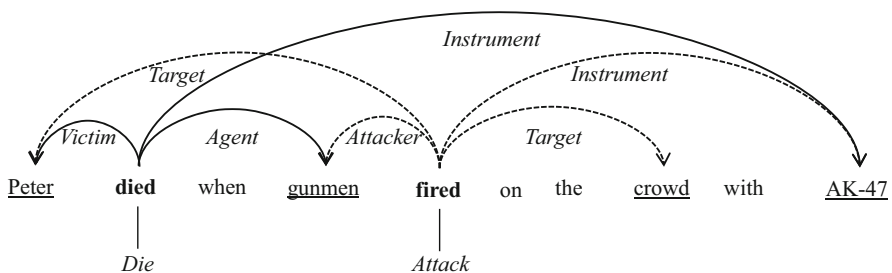 Instrument
Target Instrument
Victim Agent Attacker Target
Peter died when gunmen fired on the crowd with AK-47
Die Attack